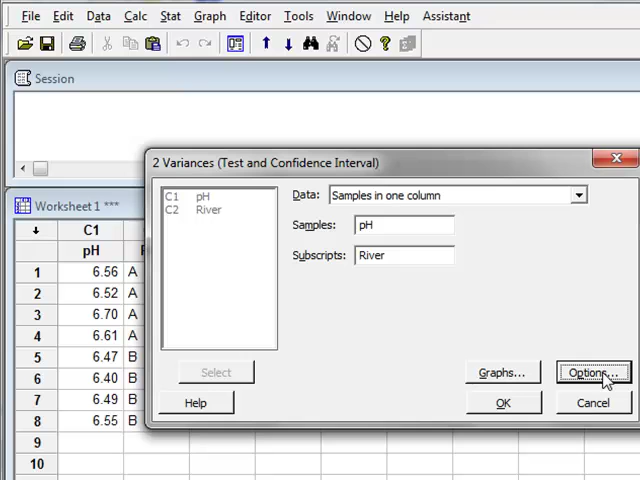 File Edit Data Calc Stat Graph Editor Tools Window Help Assistant
Session
2 Variances (Test and Confidence Interval)
C1 pH
C2 River
Data: Samples in one column
Samples: pH
Subscripts: River
Select
Graphs...
Options...
Help
OK
Cancel
Worksheet 1 ***
C1
pH
1 6.56 A
2 6.52 A
3 6.70 A
4 6.61 A
5 6.47 B
6 6.40 B
7 6.49 B
8 6.55 B
9
10